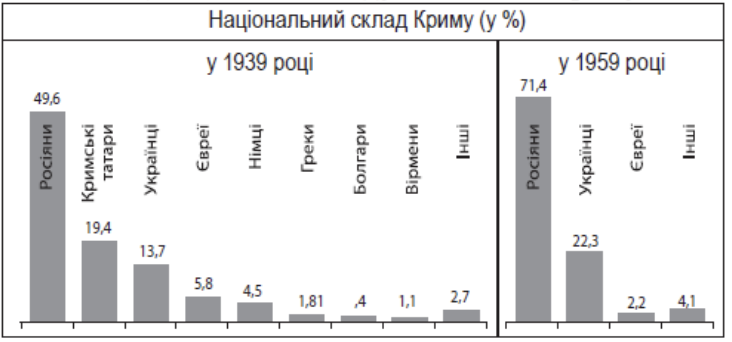 Національний склад Криму (у %)
у 1939 році
49,6
Росіяни
19,4
Кримські
татари
13,7
Українці
5,8
Євреї
4,5
Німці
1,81
Греки
,4
Болгари
1,1
Вірмени
2,7
Інші
у 1959 році
71,4
Росіяни
22,3
Українці
2,2
Євреї
4,1
Інші